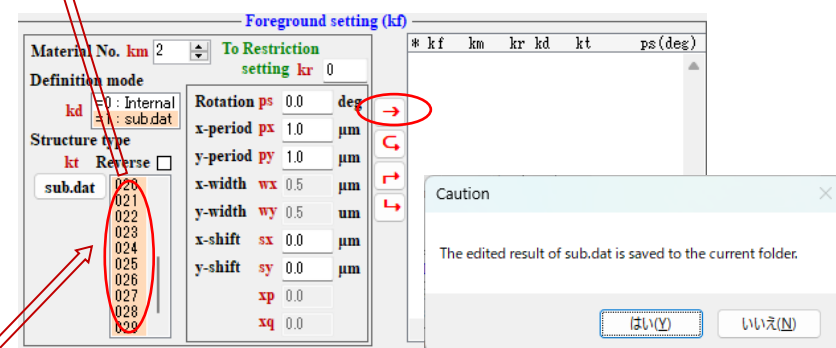 Foreground setting (kf)
Material No. km 2
To Restriction
setting kr 0
* kf km kr kd kt ps(deg)
Definition mode
kd
=0 : Internal
=1 : sub.dat
Rotation ps 0.0 deg
→
Structure type
x-period px 1.0 μm
kt Reverse
y-period py 1.0 μm
sub.dat
020
021
022
023
024
025
026
027
028
029
x-width wx 0.5 μm
y-width wy 0.5 um
x-shift sx 0.0 μm
y-shift sy 0.0 μm
xp 0.0
xq 0.0
Caution
The edited result of sub.dat is saved to the current folder.
はい(Y)
いいえ(N)